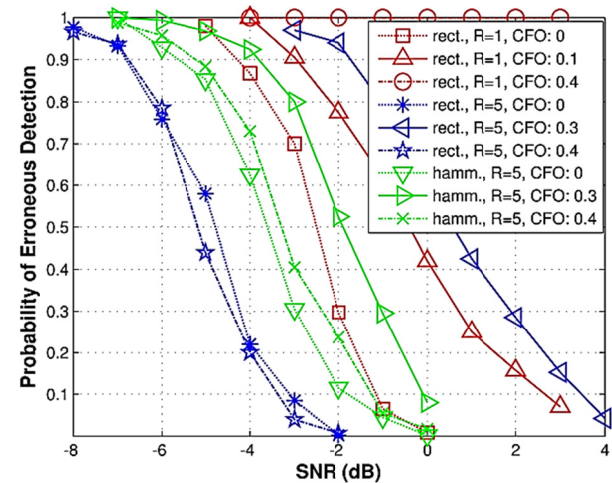 Probability of Erroneous Detection
1
0.9
0.8
0.7
0.6
0.5
0.4
0.3
0.2
0.1
rect., R=1, CFO: 0
rect., R=1, CFO: 0.1
rect., R=1, CFO: 0.4
rect., R=5, CFO: 0
rect., R=5, CFO: 0.3
rect., R=5, CFO: 0.4
hamm., R=5, CFO: 0
hamm., R=5, CFO: 0.3
hamm., R=5, CFO: 0.4
-8 -6 -4 -2 0 2 4
SNR (dB)